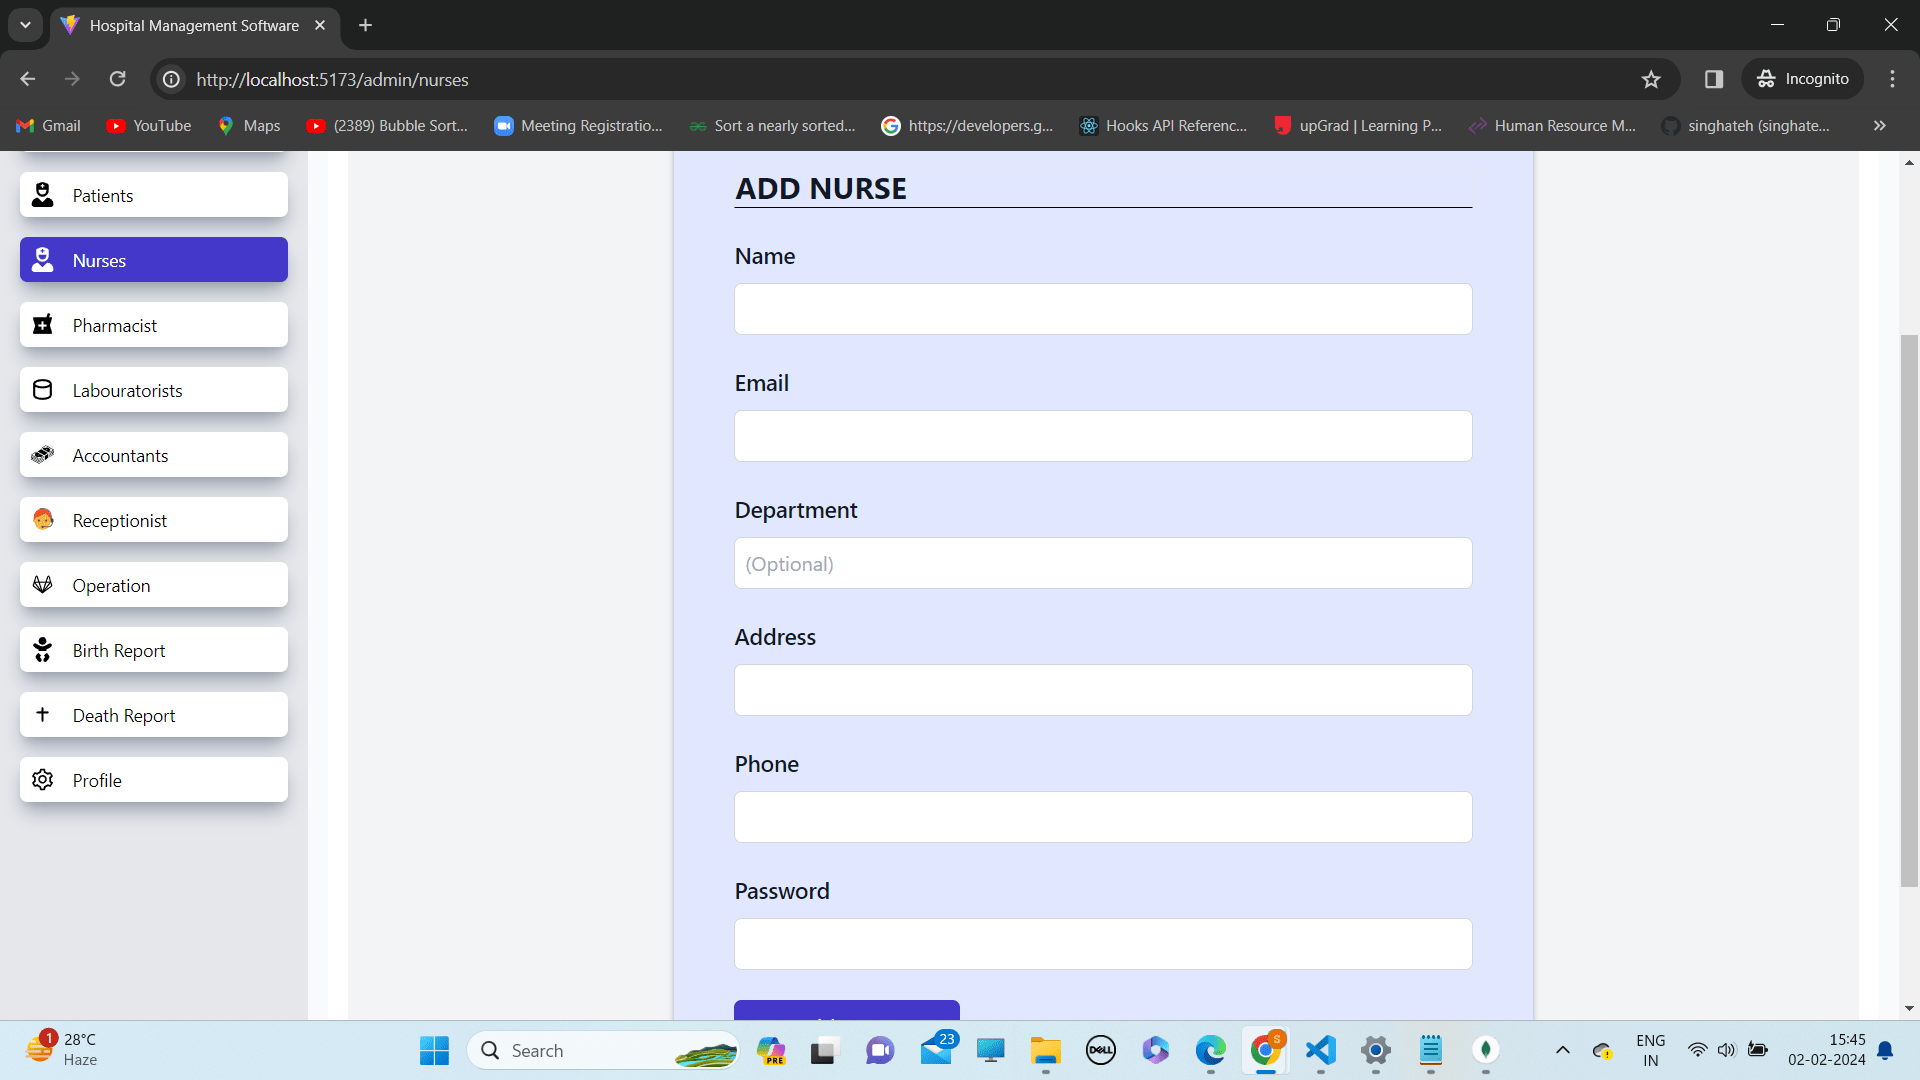 Hospital Management Software
http://localhost:5173/admin/nurses
Incognito
Gmail
YouTube
Maps
(2389) Bubble Sort...
Meeting Registratio...
Sort a nearly sorted...
https://developers.g...
Hooks API Referenc...
upGrad | Learning P...
Human Resource M...
singhateh (singhate...
Patients
Nurses
Pharmacist
Labouratorists
Accountants
Receptionist
Operation
Birth Report
Death Report
Profile
ADD NURSE
Name
Email
Department
(Optional)
Address
Phone
Password
1
28°C
Haze
Search
PRE
23
DELL
S
ENG
IN
15:45
02-02-2024